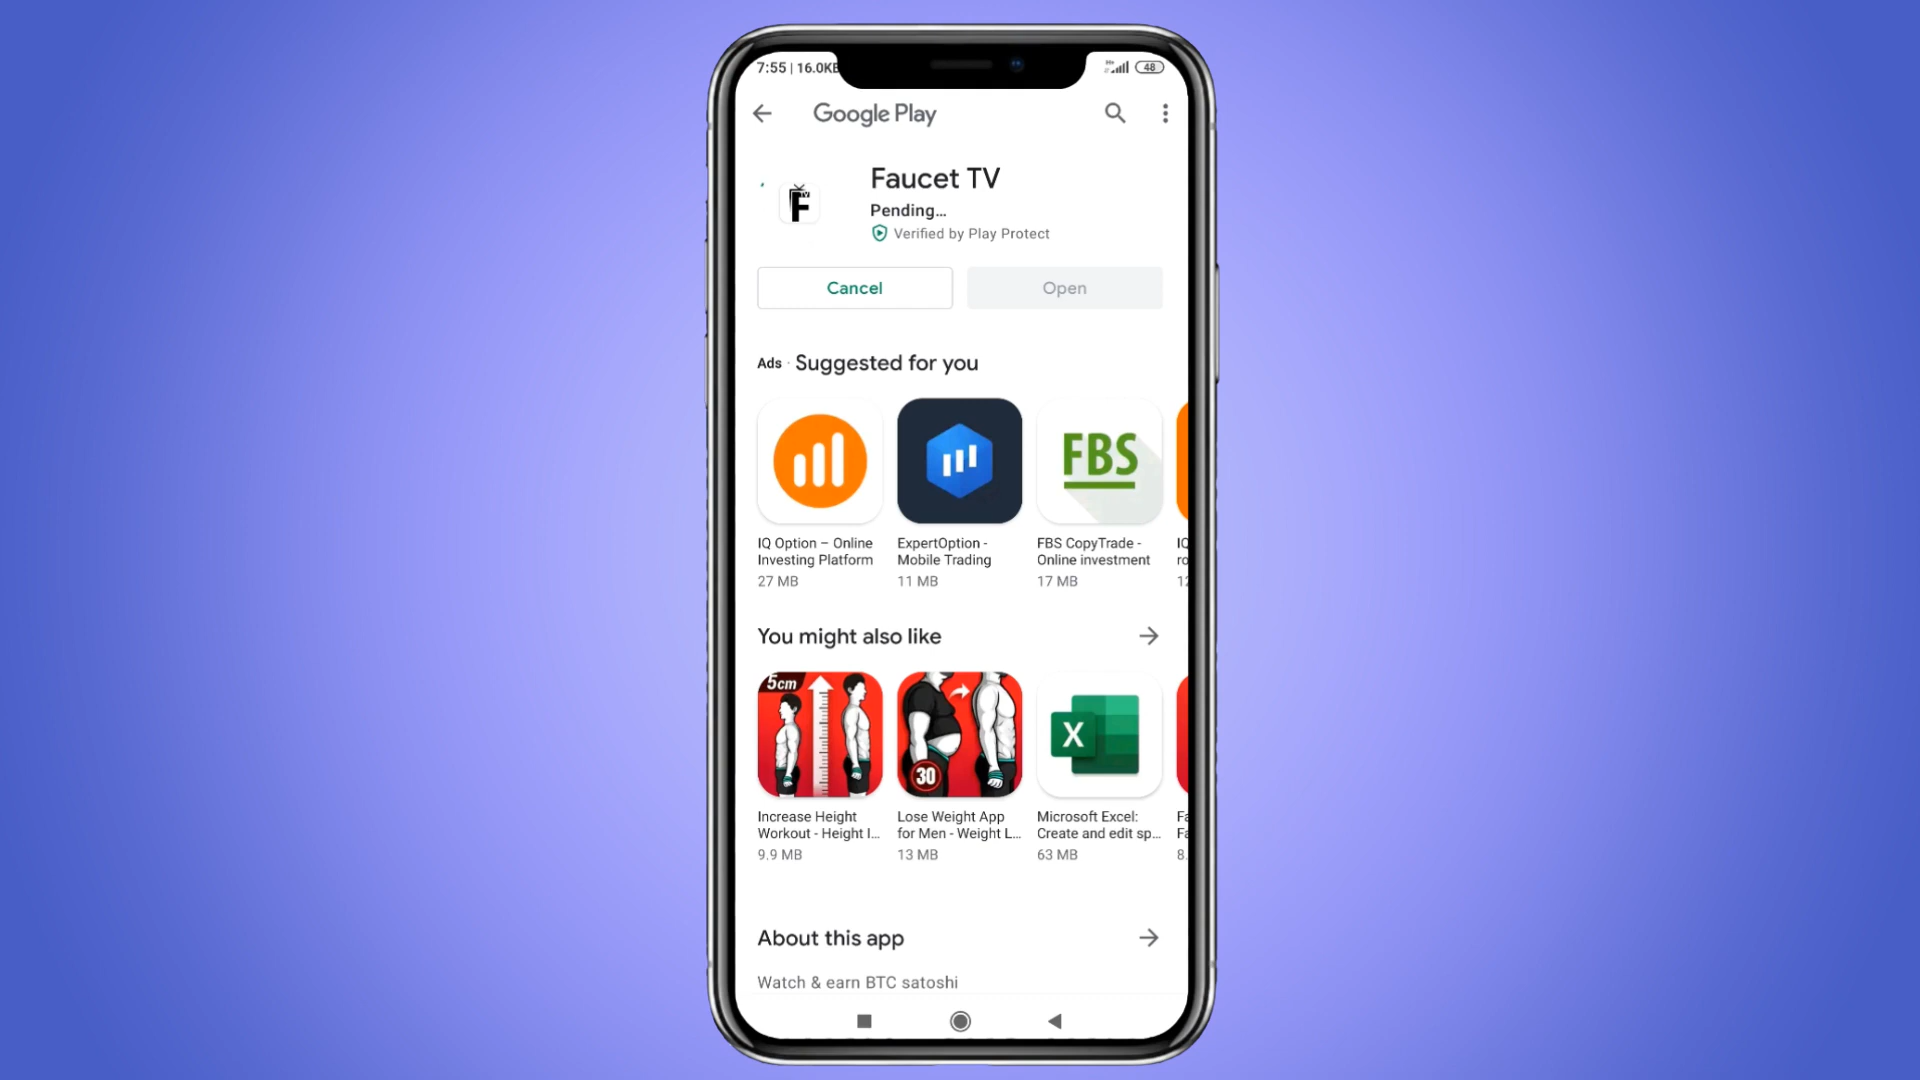 7:55 | 16.0KB
48
Google Play
Faucet TV
Pending...
Verified by Play Protect
Cancel
Open
Ads · Suggested for you
FBS
IQ Option – Online
Investing Platform
27 MB
ExpertOption -
Mobile Trading
11 MB
FBS CopyTrade -
Online investment
17 MB
You might also like
5cm
30
X
Increase Height
Workout - Height I...
9.9 MB
Lose Weight App
for Men - Weight L...
13 MB
Microsoft Excel:
Create and edit sp...
63 MB
About this app
Watch & earn BTC satoshi